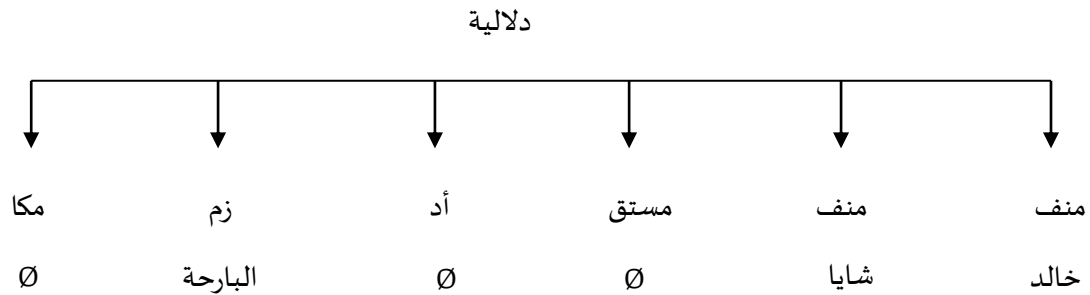 دلالية
منف منف مستق أد زم مكا
خالد شايا Ø Ø البارحة Ø